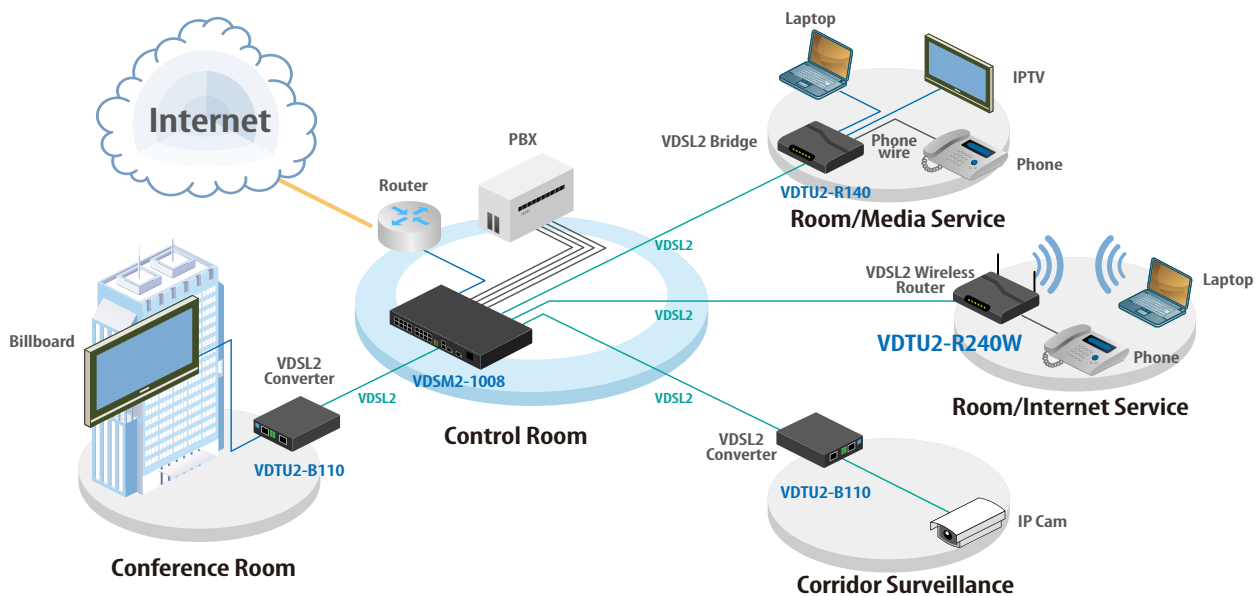 Internet
PBX
Router
VDSM2-1008
Control Room
Billboard
VDSL2
Converter
VDTU2-B110
VDSL2
Conference Room
Laptop
IPTV
VDSL2 Bridge
Phone
wire
Phone
VDTU2-R140
Room/Media Service
VDSL2
VDSL2 Wireless
Router
Laptop
VDSL2
VDTU2-R240W
Phone
Room/Internet Service
VDSL2
VDSL2
Converter
VDTU2-B110
IP Cam
Corridor Surveillance